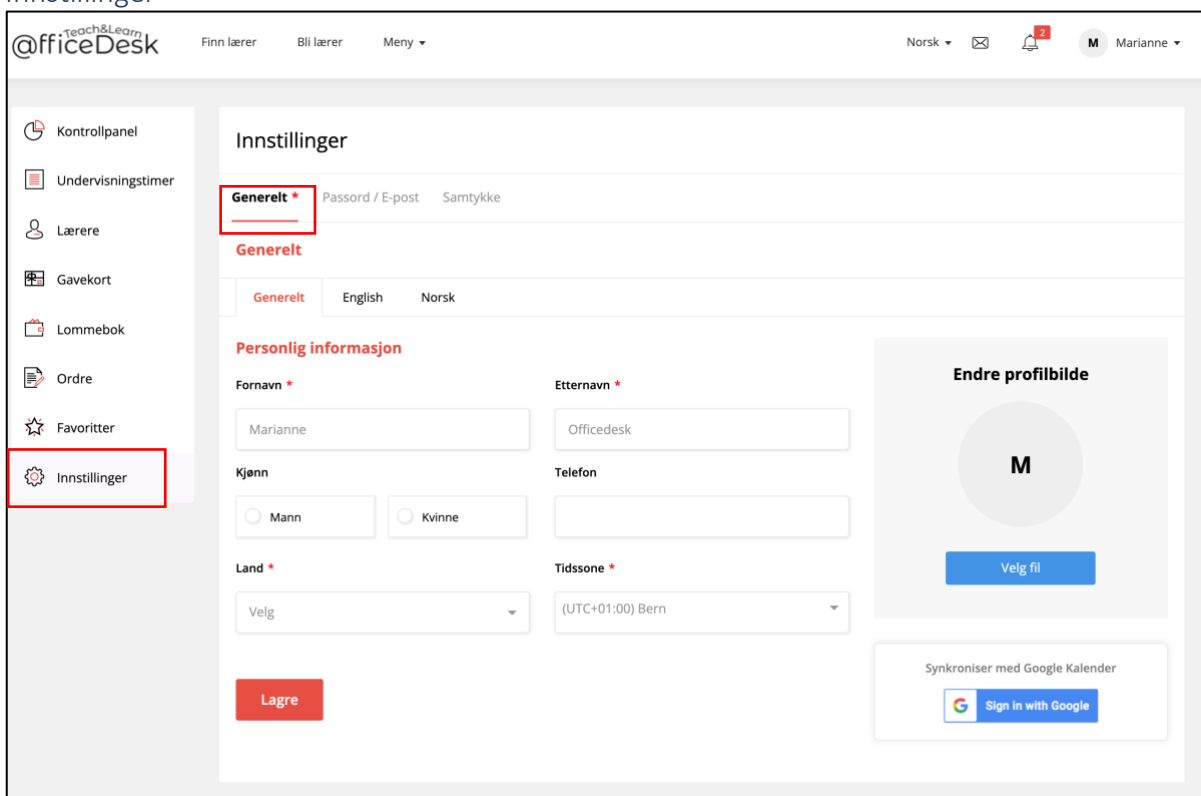 Innstillinger
Teach&Learn
@fficeDesk
Finn lærer Bli lærer Meny
Norsk 2 M Marianne
Kontrollpanel
Undervisningstimer
Lærere
Gavekort
Lommebok
Ordre
Favoritter
Innstillinger
Innstillinger
Generelt * Passord / E-post Samtykke
Generelt
Generelt English Norsk
Personlig informasjon
Fornavn * Etternavn *
Marianne Officedesk
Kjønn Telefon
Mann Kvinne
Land * Tidssone *
Velg (UTC+01:00) Bern
Lagre
Endre profilbilde
M
Velg fil
Synkroniser med Google Kalender
G Sign in with Google